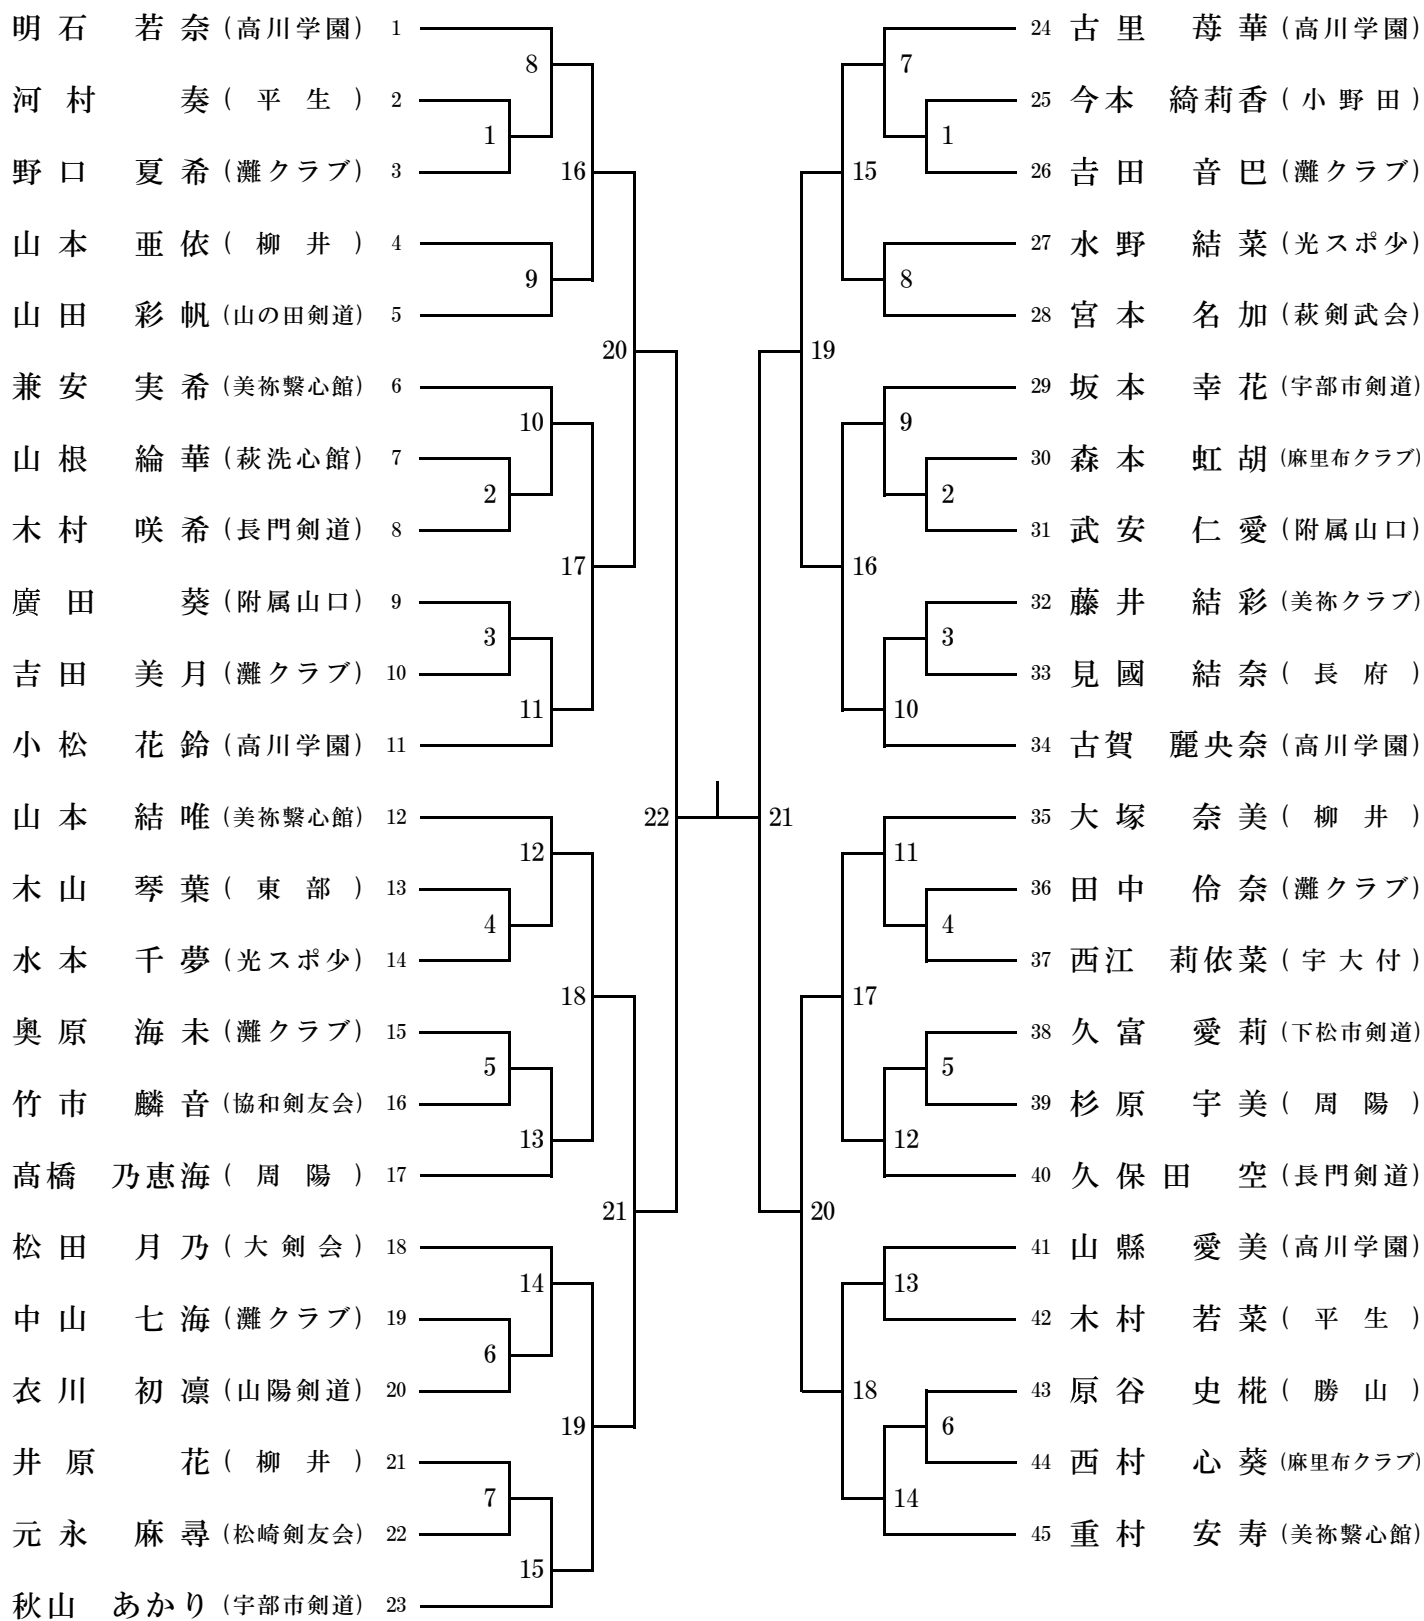 明石 若奈 (高川学園) 1
河村 奏 (平生) 2
野口 夏希 (灘クラブ) 3
山本 亜依 (柳井) 4
山田 彩帆 (山の田剣道) 5
兼安 実希 (美祢繋心館) 6
山根 綸華 (萩洗心館) 7
木村 咲希 (長門剣道) 8
廣田 葵 (附属山口) 9
吉田 美月 (灘クラブ) 10
小松 花鈴 (高川学園) 11
山本 結唯 (美祢繋心館) 12
木山 琴葉 (東部) 13
水本 千夢 (光スポ少) 14
奥原 海未 (灘クラブ) 15
竹市 麟音 (協和剣友会) 16
髙橋 乃恵海 (周陽) 17
松田 月乃 (大剣会) 18
中山 七海 (灘クラブ) 19
衣川 初凛 (山陽剣道) 20
井原 花 (柳井) 21
元永 麻尋 (松崎剣友会) 22
秋山 あかり (宇部市剣道) 23
8
1
16
9
20
10
2
17
3
11
22
12
4
18
5
13
21
14
6
19
7
15
24 古里 苺華 (高川学園)
25 今本 綺莉香 (小野田)
26 𠮷田 音巴 (灘クラブ)
27 水野 結菜 (光スポ少)
28 宮本 名加 (萩剣武会)
29 坂本 幸花 (宇部市剣道)
30 森本 虹胡 (麻里布クラブ)
31 武安 仁愛 (附属山口)
32 藤井 結彩 (美祢クラブ)
33 見國 結奈 (長府)
34 古賀 麗央奈 (高川学園)
35 大塚 奈美 (柳井)
36 田中 伶奈 (灘クラブ)
37 西江 莉依菜 (宇大付)
38 久富 愛莉 (下松市剣道)
39 杉原 宇美 (周陽)
40 久保田 空 (長門剣道)
41 山縣 愛美 (高川学園)
42 木村 若菜 (平生)
43 原谷 史椛 (勝山)
44 西村 心葵 (麻里布クラブ)
45 重村 安寿 (美祢繋心館)
7
1
15
8
19
9
2
16
3
10
21
11
4
17
5
12
20
13
18
6
14